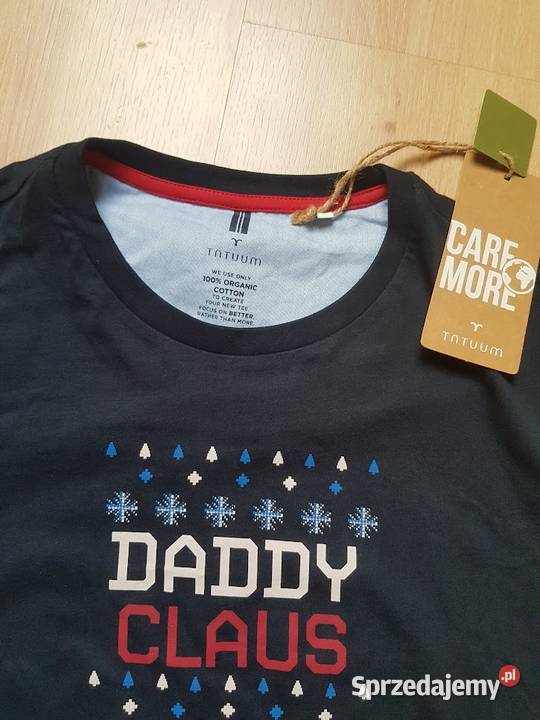 TATUUM
WE USE ONLY
100% ORGANIC
COTTON
TO CREATE
YOUR NEW TEE
FOCUS ON BETTER,
RATHER THAN MORE.
CARE
MORE
TATUUM
DADDY
CLAUS
Sprzedajemy.pl